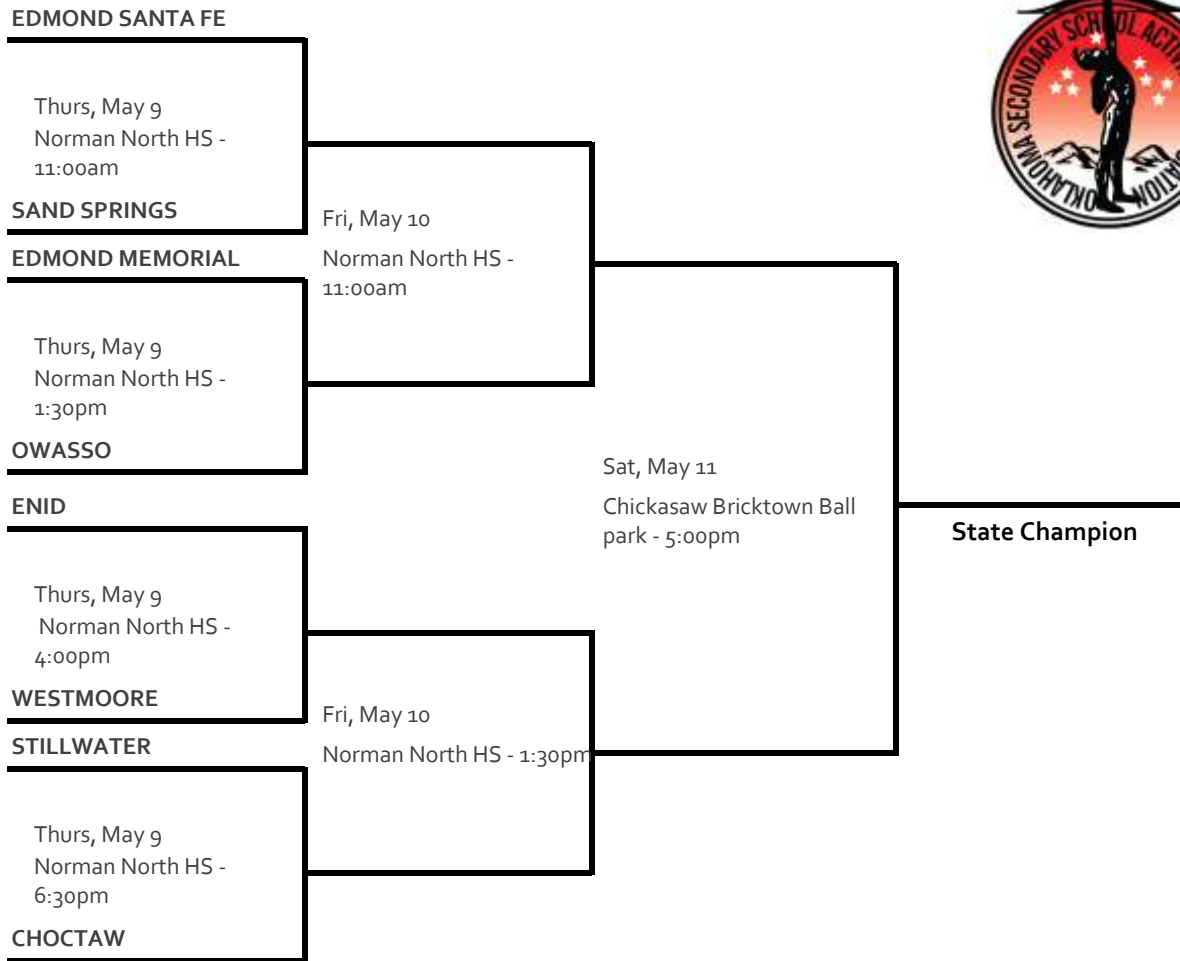 EDMOND SANTA FE
Thurs, May 9
Norman North HS -
11:00am
SAND SPRINGS
EDMOND MEMORIAL
Thurs, May 9
Norman North HS -
1:30pm
OWASSO
ENID
Thurs, May 9
Norman North HS -
4:00pm
WESTMOORE
STILLWATER
Thurs, May 9
Norman North HS -
6:30pm
CHOCTAW
Fri, May 10
Norman North HS -
11:00am
Fri, May 10
Norman North HS - 1:30pm
Sat, May 11
Chickasaw Bricktown Ball
park - 5:00pm
State Champion
OKLAHOMA SECONDARY SCHOOL